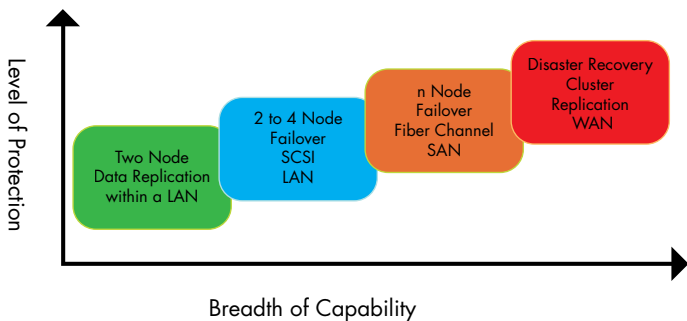 Level of Protection
Two Node
Data Replication
within a LAN
2 to 4 Node
Failover
SCSI
LAN
n Node
Failover
Fiber Channel
SAN
Disaster Recovery
Cluster
Replication
WAN
Breadth of Capability